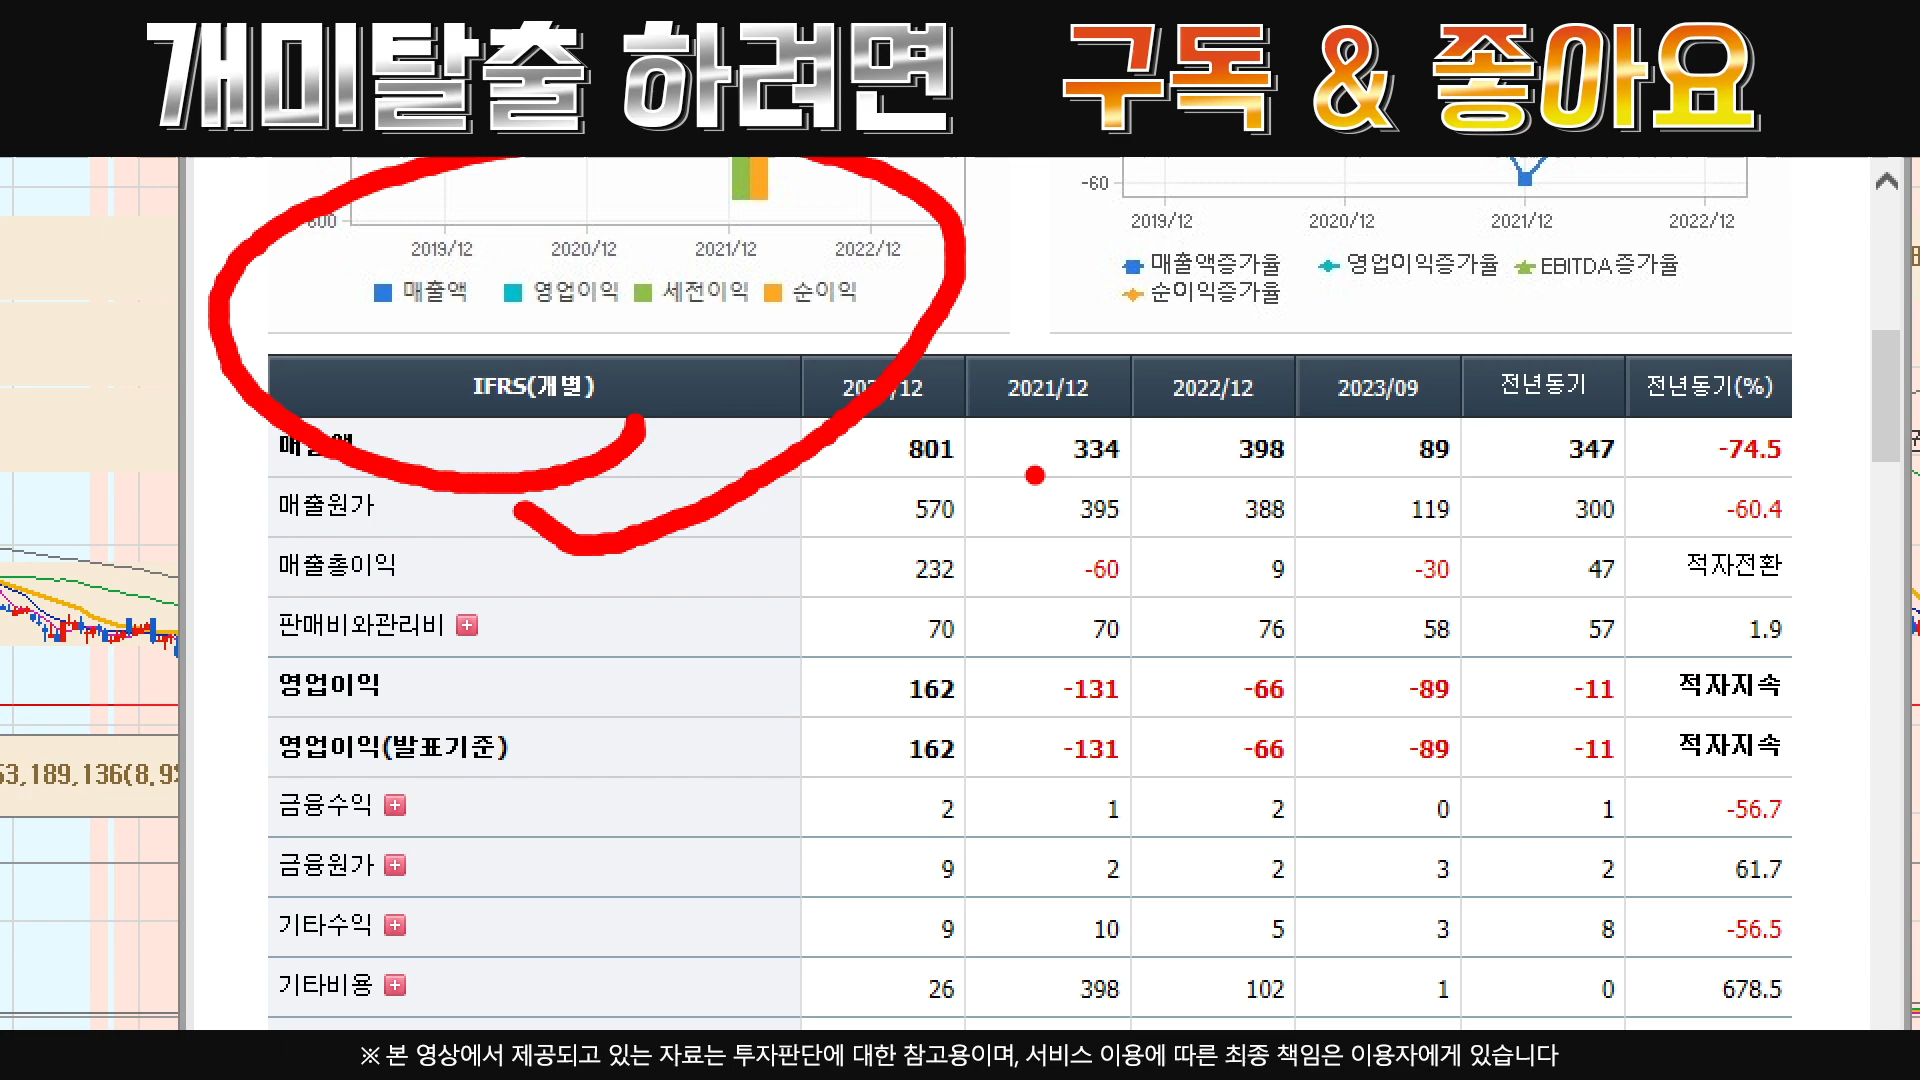 개미탈출 하려면 구독 & 좋아요
-60
2019/12 2020/12 2021/12 2022/12
2019/12 2020/12 2021/12 2022/12
매출액 영업이익 세전이익 순이익
매출액증가율 영업이익증가율 EBITDA증가율
순이익증가율
IFRS(개별) 2021/12 2022/12 2023/09 전년동기 전년동기(%)
매출액 801 334 398 89 347 -74.5
매출원가 570 395 388 119 300 -60.4
매출총이익 232 -60 9 -30 47 적자전환
판매비와관리비 70 70 76 58 57 1.9
영업이익 162 -131 -66 -89 -11 적자지속
영업이익(발표기준) 162 -131 -66 -89 -11 적자지속
53,189,136(8.9
금융수익 2 1 2 0 1 -56.7
금융원가 9 2 2 3 2 61.7
기타수익 9 10 5 3 8 -56.5
기타비용 26 398 102 1 0 678.5
※ 본 영상에서 제공되고 있는 자료는 투자판단에 대한 참고용이며, 서비스 이용에 따른 최종 책임은 이용자에게 있습니다